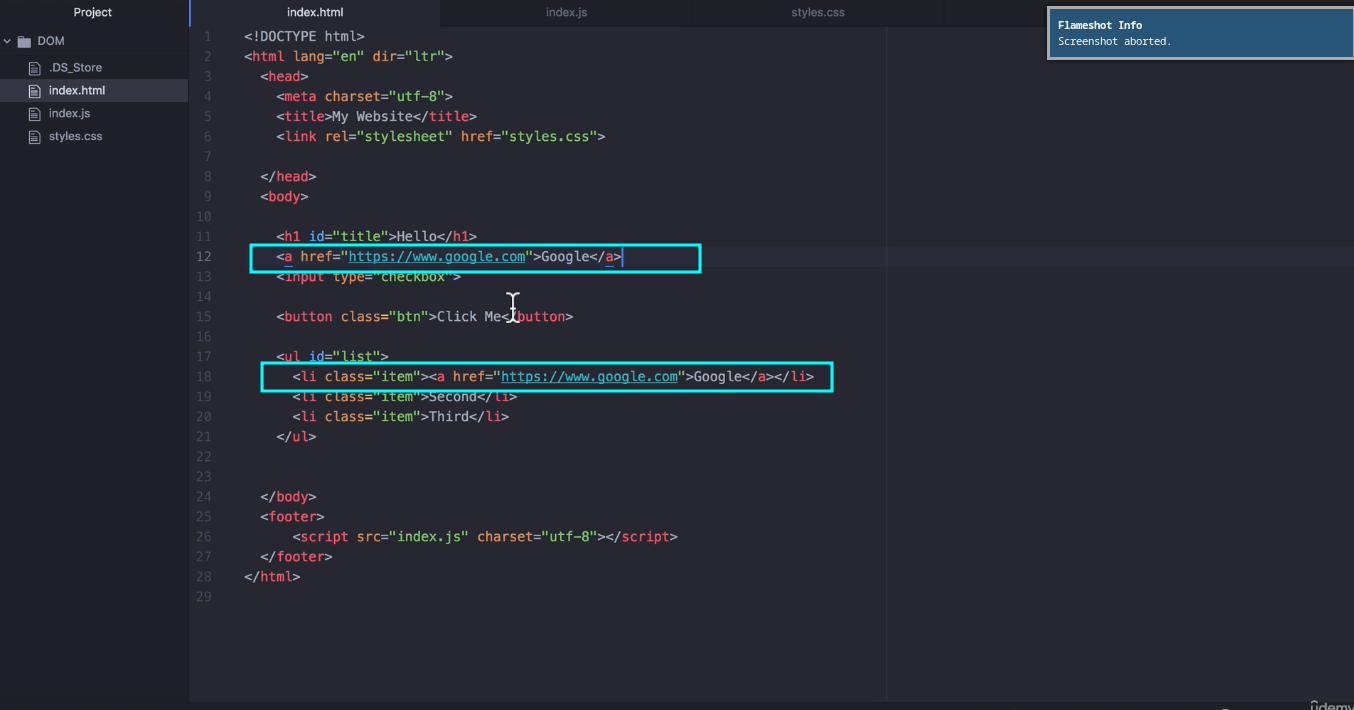 Project
index.html
index.js
styles.css
Flameshot Info
Screenshot aborted.
DOM
.DS_Store
index.html
index.js
styles.css
1 <!DOCTYPE html>
2 <html lang="en" dir="ltr">
3 <head>
4 <meta charset="utf-8">
5 <title>My Website</title>
6 <link rel="stylesheet" href="styles.css">
7
8 </head>
9 <body>
10
11 <h1 id="title">Hello</h1>
12 <a href="https://www.google.com">Google</a>
13 <input type="checkbox">
14
15 <button class="btn">Click Me</button>
16
17 <ul id="list">
18 <li class="item"><a href="https://www.google.com">Google</a></li>
19 <li class="item">Second</li>
20 <li class="item">Third</li>
21 </ul>
22
23
24 </body>
25 <footer>
26 <script src="index.js" charset="utf-8"></script>
27 </footer>
28 </html>
29
ûdemy